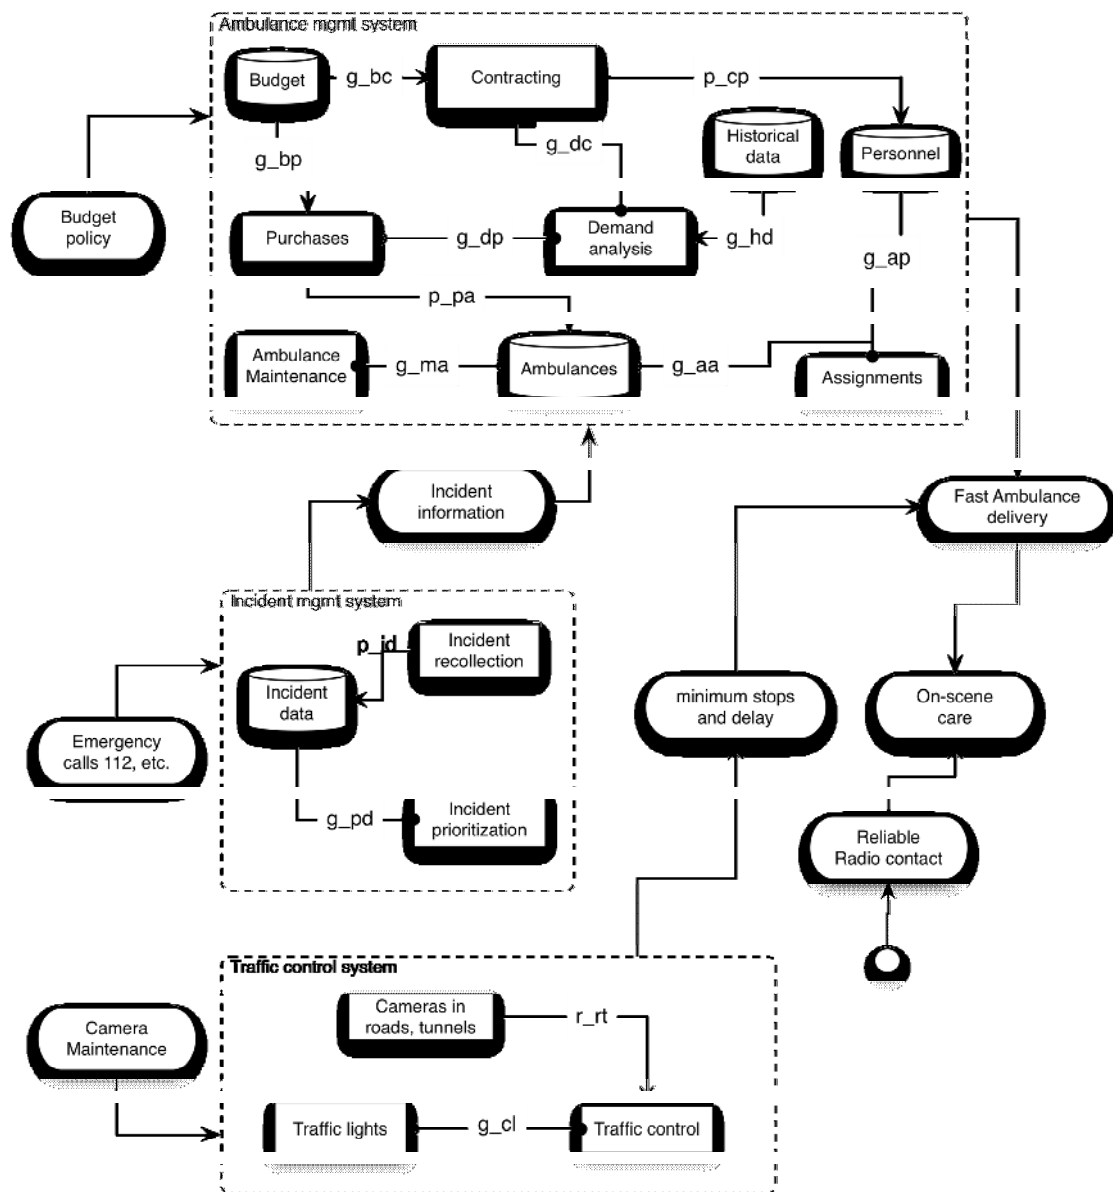 Ambulance mgmt system
Budget
g_bc
Contracting
p_cp
g_bp
g_dc
Historical
data
Personnel
Budget
policy
Purchases
g_dp
Demand
analysis
g_hd
g_ap
p_pa
Ambulance
Maintenance
g_ma
Ambulances
g_aa
Assignments
Incident
information
Fast Ambulance
delivery
Incident mgmt system
p_id
Incident
recollection
Incident
data
minimum stops
and delay
On-scene
care
Emergency
calls 112, etc.
g_pd
Incident
prioritization
Reliable
Radio contact
Traffic control system
Cameras in
roads, tunnels
r_rt
Camera
Maintenance
Traffic lights
g_cl
Traffic control